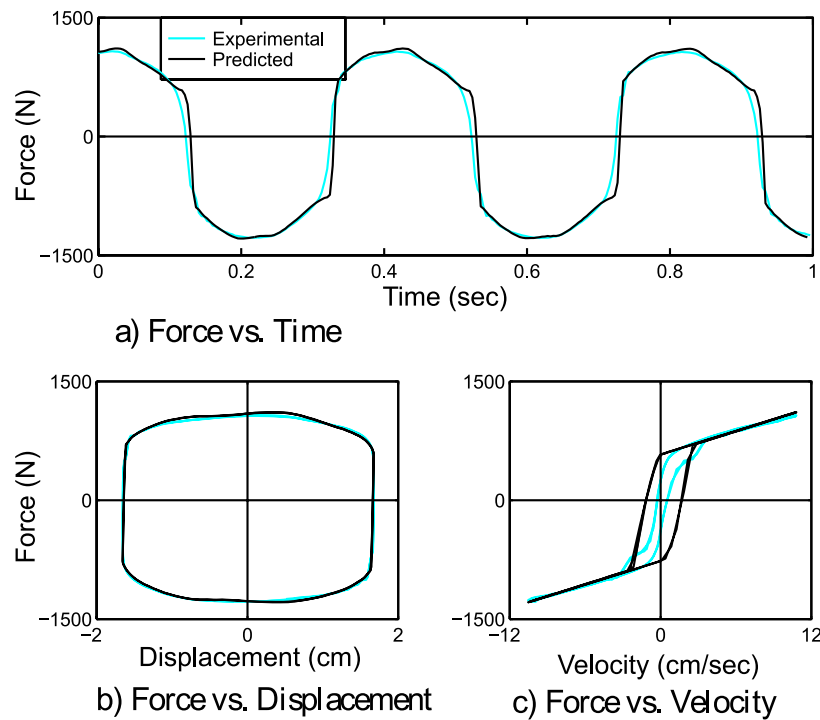 1500
Experimental
Predicted
Force (N)
0
−1500
0
0.2
0.4
0.6
0.8
1
Time (sec)
a) Force vs. Time
1500
Force (N)
0
−1500
−2
0
2
Displacement (cm)
b) Force vs. Displacement
1500
0
−1500
−12
0
12
Velocity (cm/sec)
c) Force vs. Velocity